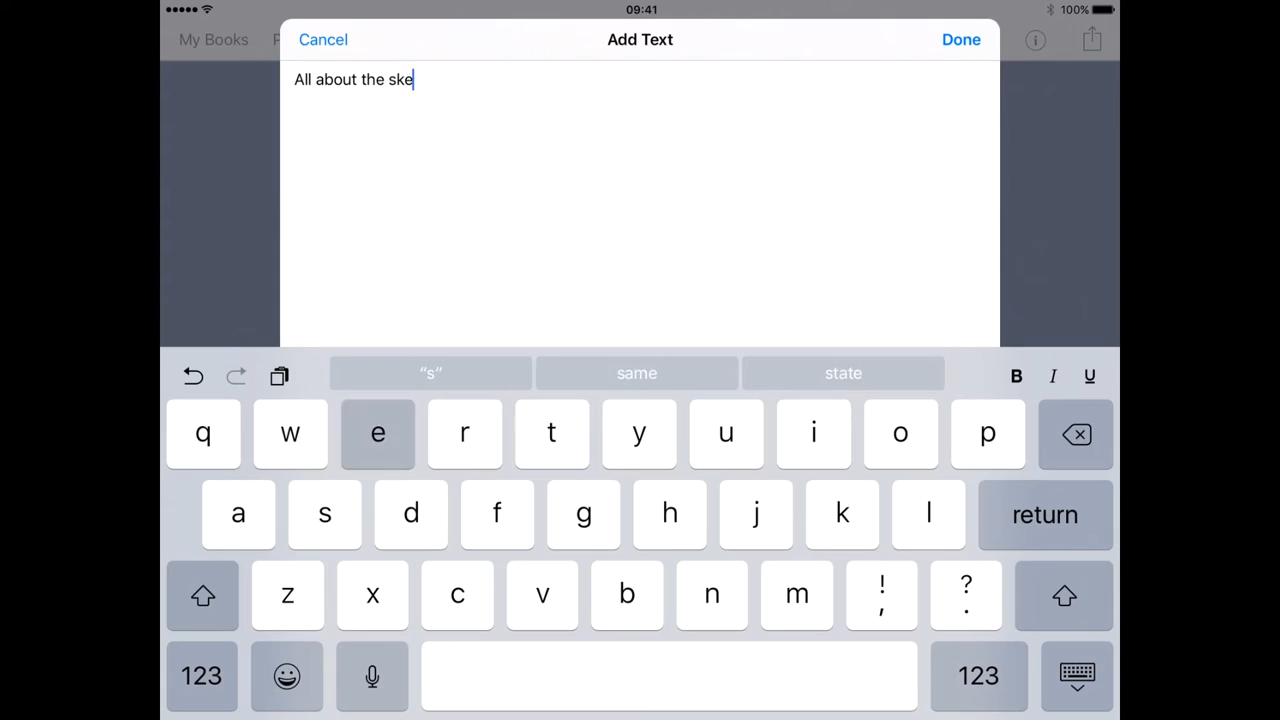 09:41
100%
My Books
P
Cancel
Add Text
Done
All about the ske
“s”
same
state
B
I
U
q w e r t y u i o p
a s d f g h j k l return
z x c v b n m ! , ? .
123
123